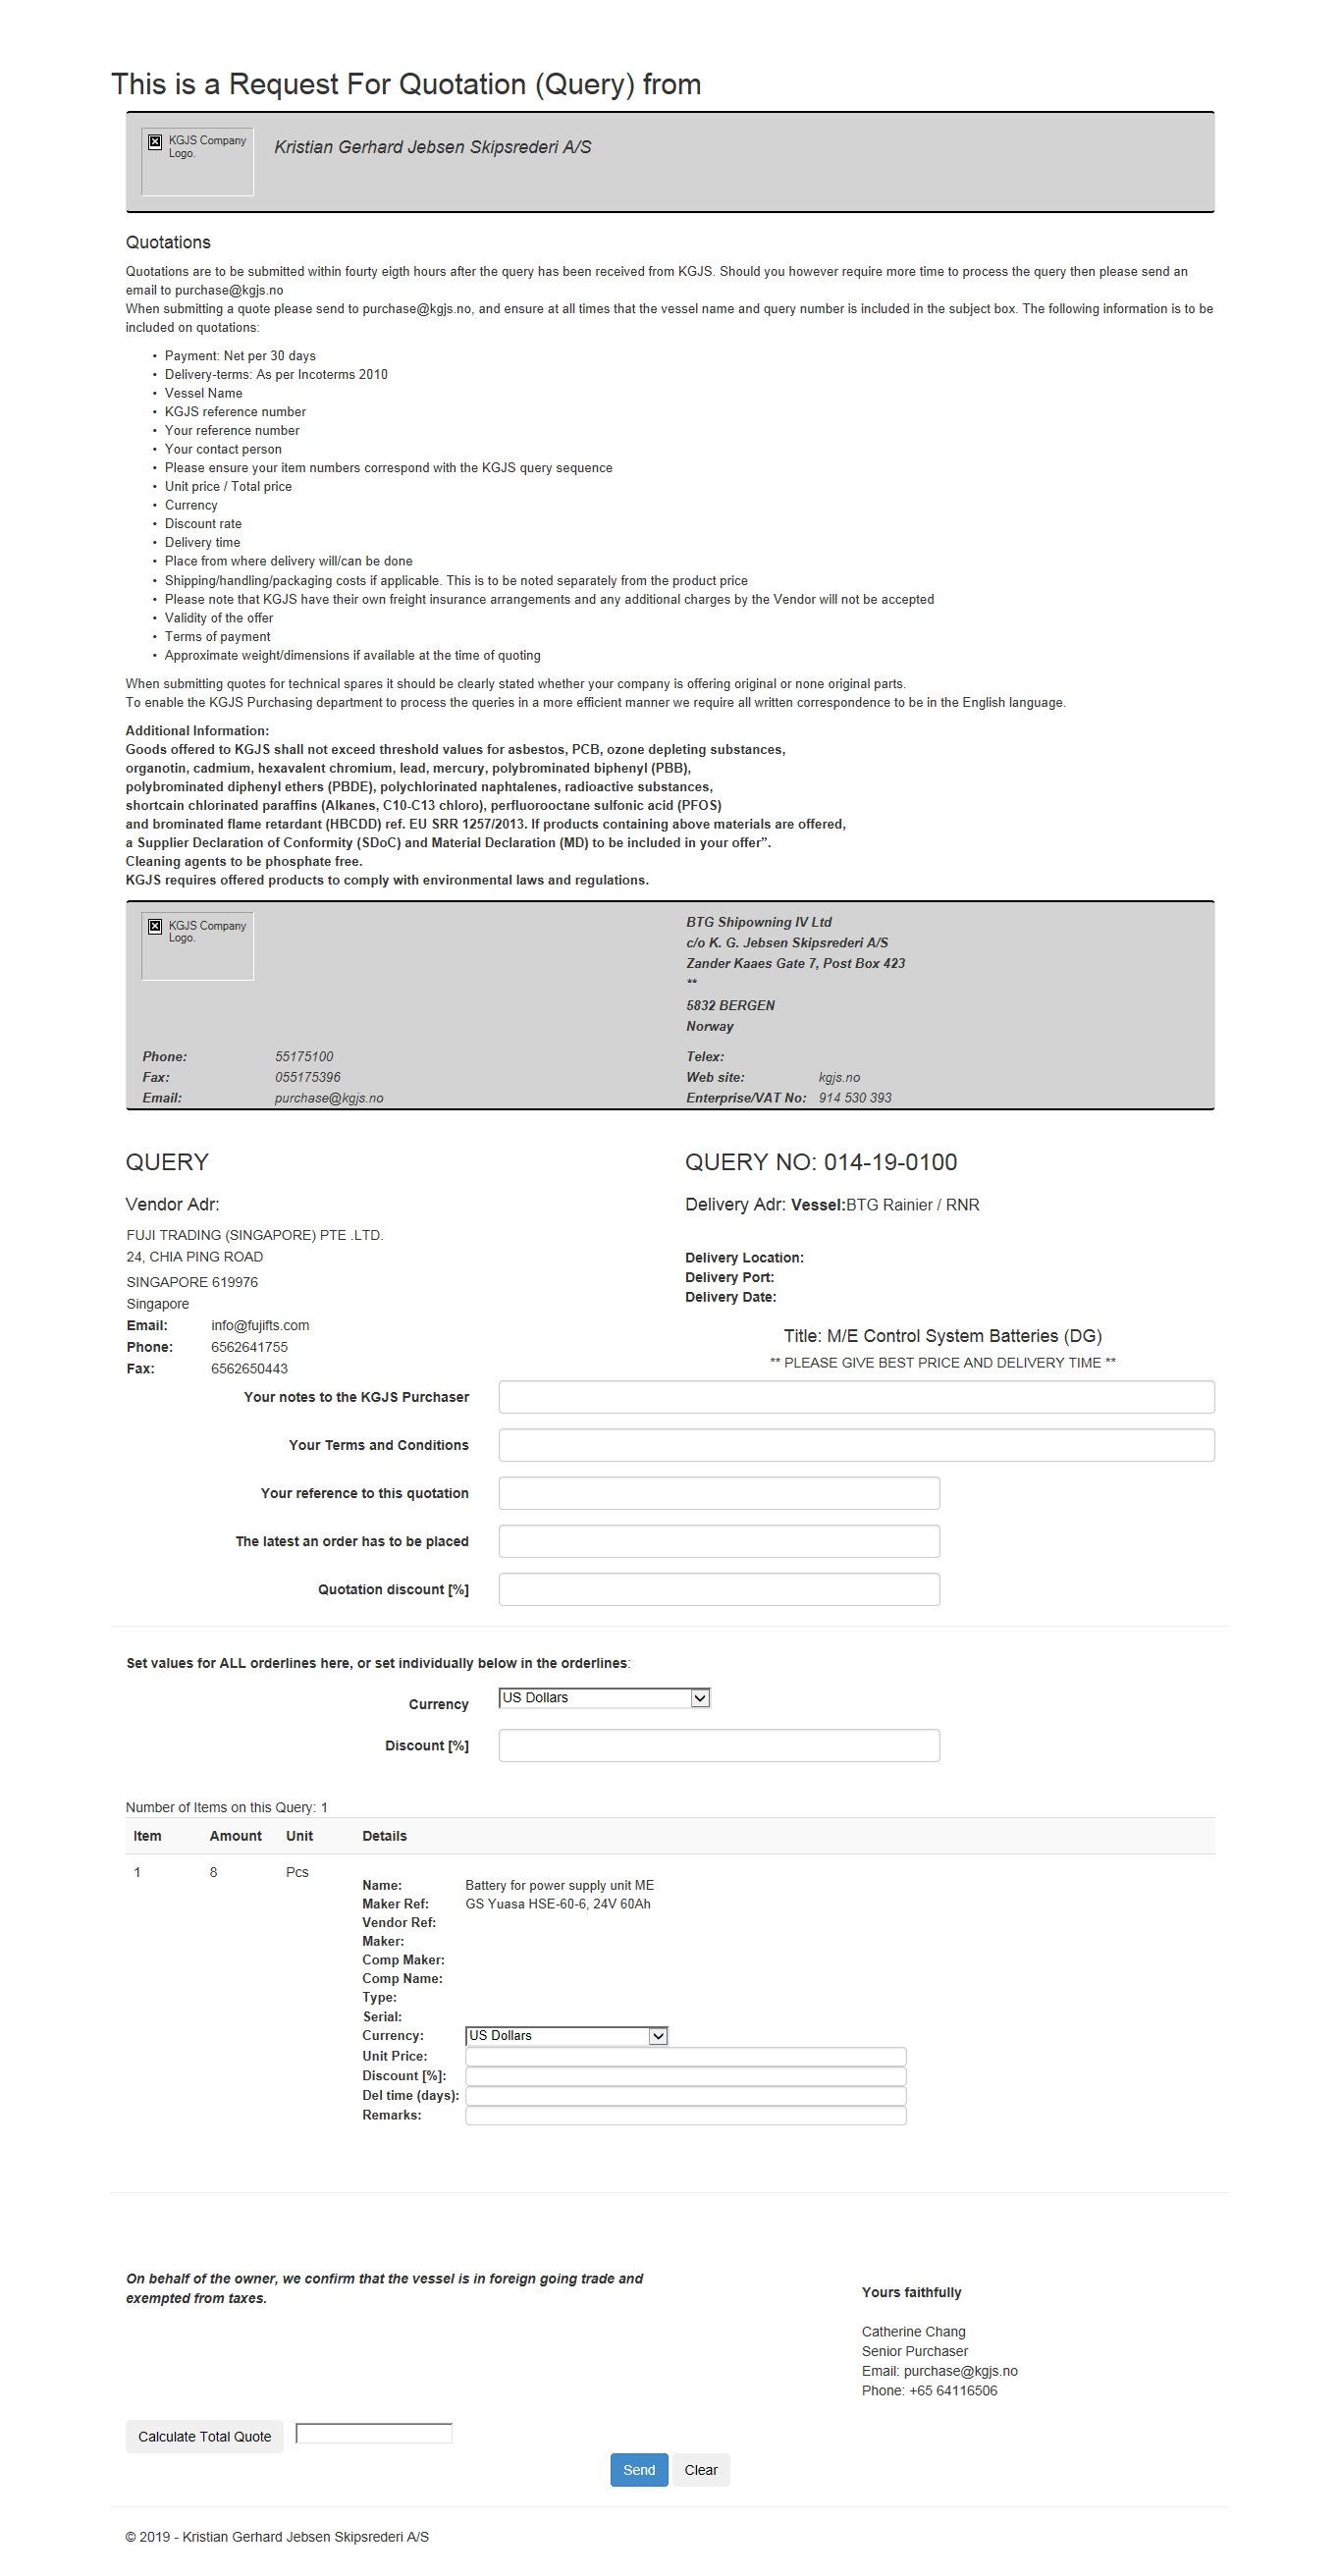 This is a Request For Quotation (Query) from
KGJS Company
Logo.
Kristian Gerhard Jebsen Skipsrederi A/S
Quotations
Quotations are to be submitted within fourty eigth hours after the query has been received from KGJS. Should you however require more time to process the query then please send an
email to purchase@kgjs.no
When submitting a quote please send to purchase@kgjs.no, and ensure at all times that the vessel name and query number is included in the subject box. The following information is to be
included on quotations:
• Payment: Net per 30 days
• Delivery-terms: As per Incoterms 2010
• Vessel Name
• KGJS reference number
• Your reference number
• Your contact person
• Please ensure your item numbers correspond with the KGJS query sequence
• Unit price / Total price
• Currency
• Discount rate
• Delivery time
• Place from where delivery will/can be done
• Shipping/handling/packaging costs if applicable. This is to be noted separately from the product price
• Please note that KGJS have their own freight insurance arrangements and any additional charges by the Vendor will not be accepted
• Validity of the offer
• Terms of payment
• Approximate weight/dimensions if available at the time of quoting
When submitting quotes for technical spares it should be clearly stated whether your company is offering original or none original parts.
To enable the KGJS Purchasing department to process the queries in a more efficient manner we require all written correspondence to be in the English language.
Additional Information:
Goods offered to KGJS shall not exceed threshold values for asbestos, PCB, ozone depleting substances,
organotin, cadmium, hexavalent chromium, lead, mercury, polybrominated biphenyl (PBB),
polybrominated diphenyl ethers (PBDE), polychlorinated naphtalenes, radioactive substances,
shortcain chlorinated paraffins (Alkanes, C10-C13 chloro), perfluorooctane sulfonic acid (PFOS)
and brominated flame retardant (HBCDD) ref. EU SRR 1257/2013. If products containing above materials are offered,
a Supplier Declaration of Conformity (SDoC) and Material Declaration (MD) to be included in your offer”.
Cleaning agents to be phosphate free.
KGJS requires offered products to comply with environmental laws and regulations.
KGJS Company
Logo.
BTG Shipowning IV Ltd
c/o K. G. Jebsen Skipsrederi A/S
Zander Kaaes Gate 7, Post Box 423
**
5832 BERGEN
Norway
Phone: 55175100 Telex:
Fax: 055175396 Web site: kgjs.no
Email: purchase@kgjs.no Enterprise/VAT No: 914 530 393
QUERY
Vendor Adr:
FUJI TRADING (SINGAPORE) PTE .LTD.
24, CHIA PING ROAD
SINGAPORE 619976
Singapore
Email: info@fujifts.com
Phone: 6562641755
Fax: 6562650443
QUERY NO: 014-19-0100
Delivery Adr: Vessel:BTG Rainier / RNR
Delivery Location:
Delivery Port:
Delivery Date:
Title: M/E Control System Batteries (DG)
** PLEASE GIVE BEST PRICE AND DELIVERY TIME **
Your notes to the KGJS Purchaser
Your Terms and Conditions
Your reference to this quotation
The latest an order has to be placed
Quotation discount [%]
Set values for ALL orderlines here, or set individually below in the orderlines:
Currency US Dollars
Discount [%]
Number of Items on this Query: 1
Item Amount Unit Details
1 8 Pcs
Name: Battery for power supply unit ME
Maker Ref: GS Yuasa HSE-60-6, 24V 60Ah
Vendor Ref:
Maker:
Comp Maker:
Comp Name:
Type:
Serial:
Currency: US Dollars
Unit Price:
Discount [%]:
Del time (days):
Remarks:
On behalf of the owner, we confirm that the vessel is in foreign going trade and
exempted from taxes.
Yours faithfully
Catherine Chang
Senior Purchaser
Email: purchase@kgjs.no
Phone: +65 64116506
Calculate Total Quote
Send Clear
© 2019 - Kristian Gerhard Jebsen Skipsrederi A/S